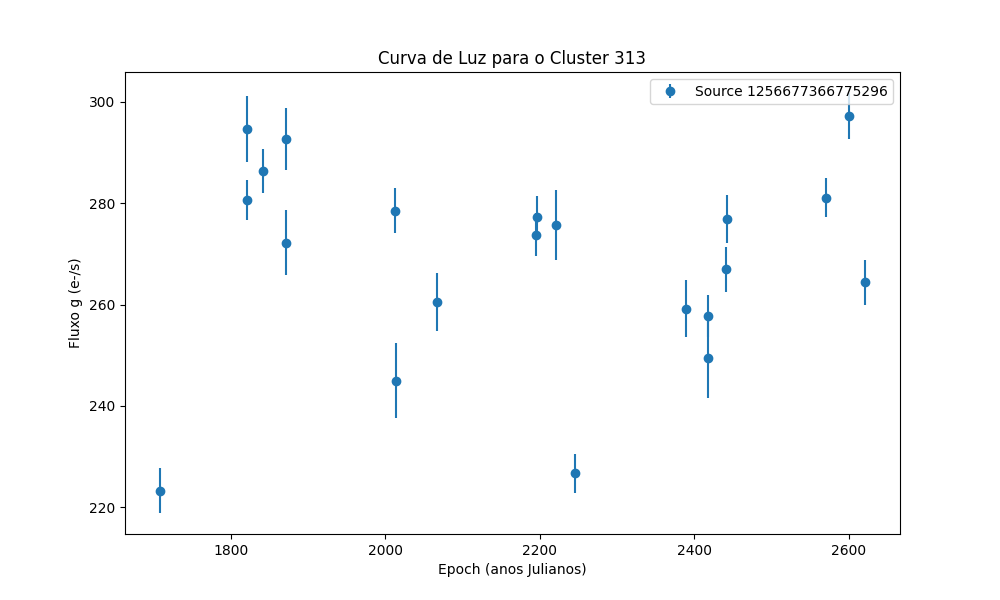 Curva de Luz para o Cluster 313
Source 1256677366775296
300
280
260
240
220
Fluxo g (e-/s)
1800
2000
2200
2400
2600
Epoch (anos Julianos)